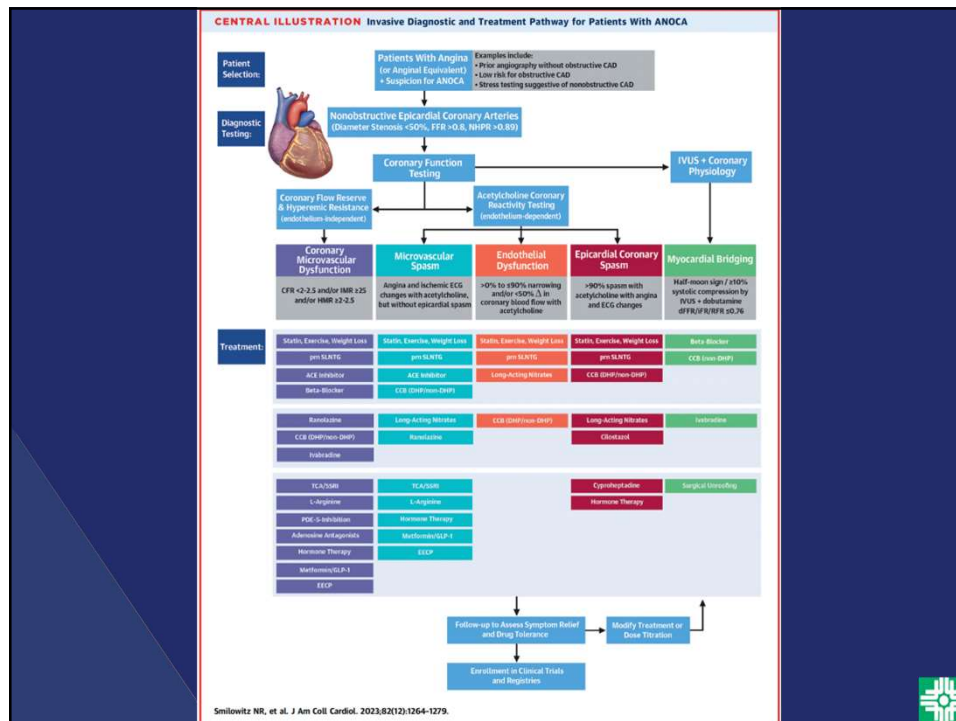 CENTRAL ILLUSTRATION Invasive Diagnostic and Treatment Pathway for Patients With ANOCA
Patient
Selection:
Patients With Angina
(or Anginal Equivalent)
+ Suspicion for ANOCA
Examples include:
• Prior angiography without obstructive CAD
• Low risk for obstructive CAD
• Stress testing suggestive of nonobstructive CAD
Diagnostic
Testing:
Nonobstructive Epicardial Coronary Arteries
(Diameter Stenosis <50%, FFR >0.8, NHPR >0.89)
Coronary Function
Testing
IVUS + Coronary
Physiology
Coronary Flow Reserve
& Hyperemic Resistance
(endothelium-independent)
Acetylcholine Coronary
Reactivity Testing
(endothelium-dependent)
Coronary
Microvascular
Dysfunction
CFR <2-2.5 and/or IMR ≥25
and/or HMR ≥2-2.5
Microvascular
Spasm
Angina and ischemic ECG
changes with acetylcholine,
but without epicardial spasm
Endothelial
Dysfunction
>0% to ≤90% narrowing
and/or <50% Δ in
coronary blood flow with
acetylcholine
Epicardial Coronary
Spasm
>90% spasm with
acetylcholine with angina
and ECG changes
Myocardial Bridging
Half-moon sign / ≥10%
systolic compression by
IVUS + dobutamine
dFFR/iFR/RFR ≤0.76
Treatment:
Statin, Exercise, Weight Loss
prn SLNTG
ACE Inhibitor
Beta-Blocker
Statin, Exercise, Weight Loss
prn SLNTG
ACE Inhibitor
CCB (DHP/non-DHP)
Statin, Exercise, Weight Loss
prn SLNTG
Long-Acting Nitrates
Statin, Exercise, Weight Loss
prn SLNTG
CCB (DHP/non-DHP)
Beta-Blocker
CCB (non-DHP)
Ranolazine
CCB (DHP/non-DHP)
Ivabradine
Long-Acting Nitrates
Ranolazine
CCB (DHP/non-DHP)
Long-Acting Nitrates
Cilostazol
Ivabradine
TCA/SSRI
L-Arginine
PDE-5-Inhibition
Adenosine Antagonists
Hormone Therapy
Metformin/GLP-1
EECP
TCA/SSRI
L-Arginine
Hormone Therapy
Metformin/GLP-1
EECP
Cyproheptadine
Hormone Therapy
Surgical Unroofing
Follow-up to Assess Symptom Relief
and Drug Tolerance
Modify Treatment or
Dose Titration
Enrollment in Clinical Trials
and Registries
Smilowitz NR, et al. J Am Coll Cardiol. 2023;82(12):1264-1279.